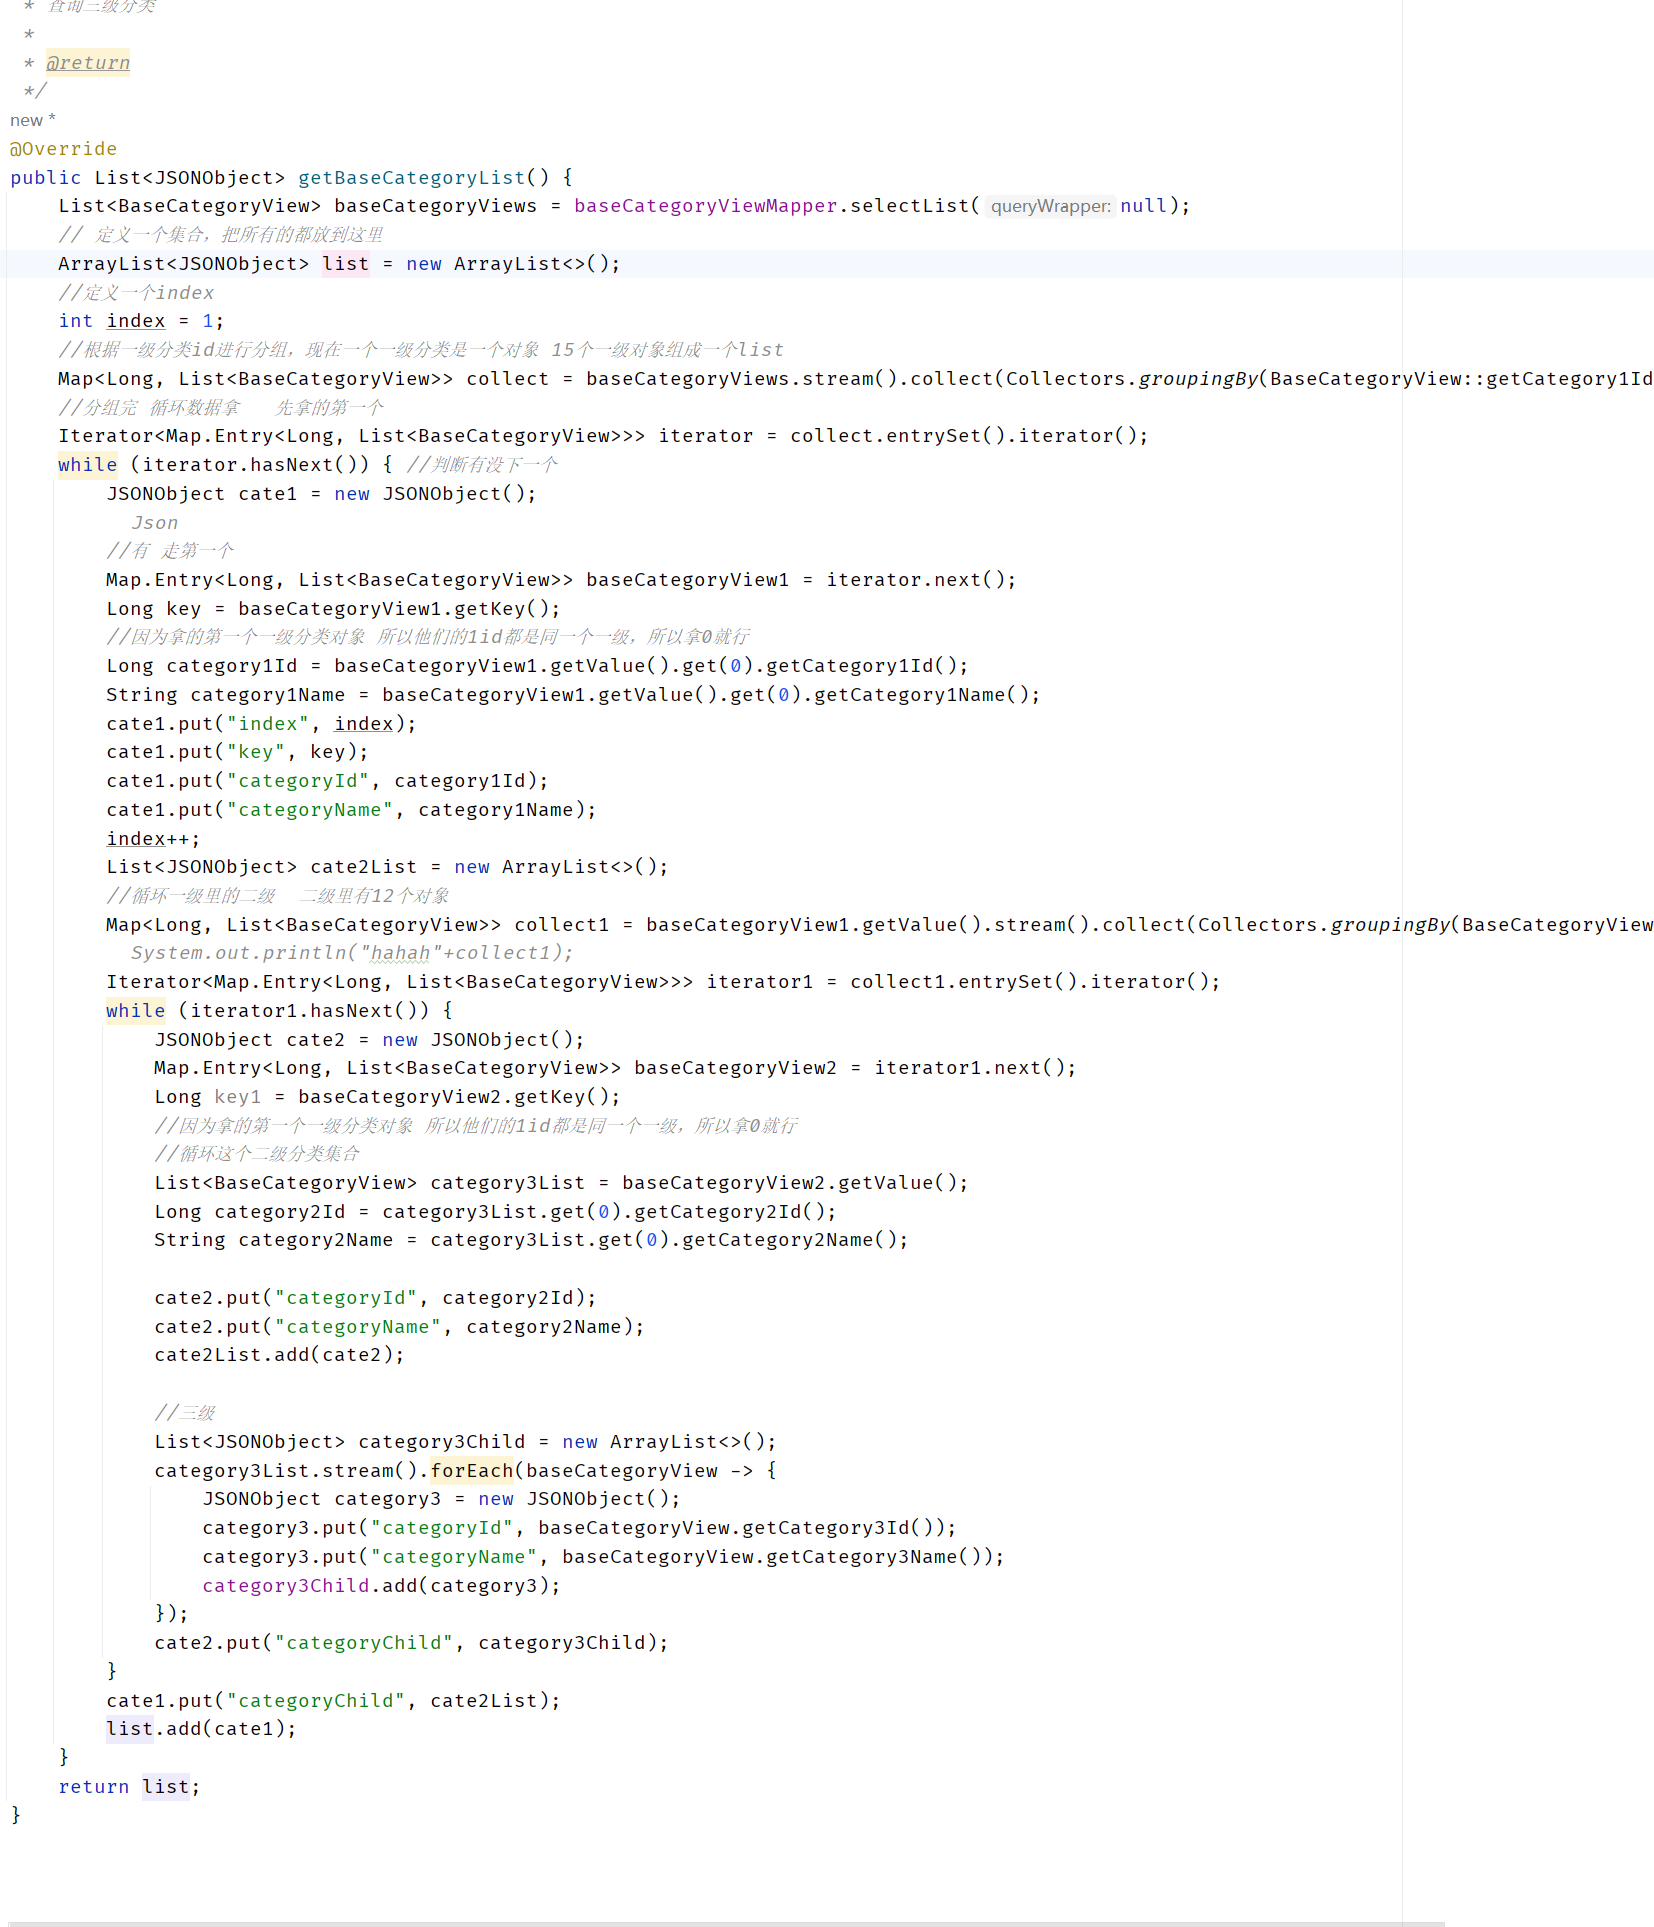 * 查询三级分类
*
* @return
*/
new *
@Override
public List<JSONObject> getBaseCategoryList() {
    List<BaseCategoryView> baseCategoryViews = baseCategoryViewMapper.selectList( queryWrapper: null);
    // 定义一个集合，把所有的都放到这里
    ArrayList<JSONObject> list = new ArrayList<>();
    //定义一个index
    int index = 1;
    //根据一级分类id进行分组，现在一个一级分类是一个对象 15个一级对象组成一个list
    Map<Long, List<BaseCategoryView>> collect = baseCategoryViews.stream().collect(Collectors.groupingBy(BaseCategoryView::getCategory1Id
    //分组完 循环数据拿   先拿的第一个
    Iterator<Map.Entry<Long, List<BaseCategoryView>>> iterator = collect.entrySet().iterator();
    while (iterator.hasNext()) { //判断有没下一个
        JSONObject cate1 = new JSONObject();
          Json
        //有 走第一个
        Map.Entry<Long, List<BaseCategoryView>> baseCategoryView1 = iterator.next();
        Long key = baseCategoryView1.getKey();
        //因为拿的第一个一级分类对象 所以他们的1id都是同一个一级，所以拿0就行
        Long category1Id = baseCategoryView1.getValue().get(0).getCategory1Id();
        String category1Name = baseCategoryView1.getValue().get(0).getCategory1Name();
        cate1.put("index", index);
        cate1.put("key", key);
        cate1.put("categoryId", category1Id);
        cate1.put("categoryName", category1Name);
        index++;
        List<JSONObject> cate2List = new ArrayList<>();
        //循环一级里的二级  二级里有12个对象
        Map<Long, List<BaseCategoryView>> collect1 = baseCategoryView1.getValue().stream().collect(Collectors.groupingBy(BaseCategoryView
          System.out.println("hahah"+collect1);
        Iterator<Map.Entry<Long, List<BaseCategoryView>>> iterator1 = collect1.entrySet().iterator();
        while (iterator1.hasNext()) {
            JSONObject cate2 = new JSONObject();
            Map.Entry<Long, List<BaseCategoryView>> baseCategoryView2 = iterator1.next();
            Long key1 = baseCategoryView2.getKey();
            //因为拿的第一个一级分类对象 所以他们的1id都是同一个一级，所以拿0就行
            //循环这个二级分类集合
            List<BaseCategoryView> category3List = baseCategoryView2.getValue();
            Long category2Id = category3List.get(0).getCategory2Id();
            String category2Name = category3List.get(0).getCategory2Name();

            cate2.put("categoryId", category2Id);
            cate2.put("categoryName", category2Name);
            cate2List.add(cate2);

            //三级
            List<JSONObject> category3Child = new ArrayList<>();
            category3List.stream().forEach(baseCategoryView -> {
                JSONObject category3 = new JSONObject();
                category3.put("categoryId", baseCategoryView.getCategory3Id());
                category3.put("categoryName", baseCategoryView.getCategory3Name());
                category3Child.add(category3);
            });
            cate2.put("categoryChild", category3Child);
        }
        cate1.put("categoryChild", cate2List);
        list.add(cate1);
    }
    return list;
}